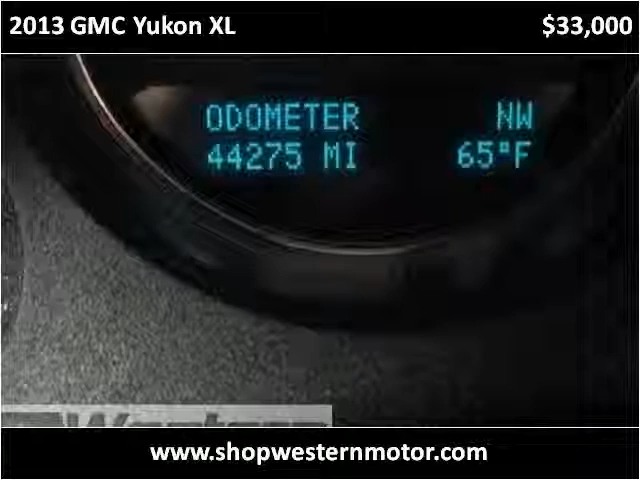 2013 GMC Yukon XL $33,000
ODOMETER NW
44275 MI 65°F
www.shopwesternmotor.com